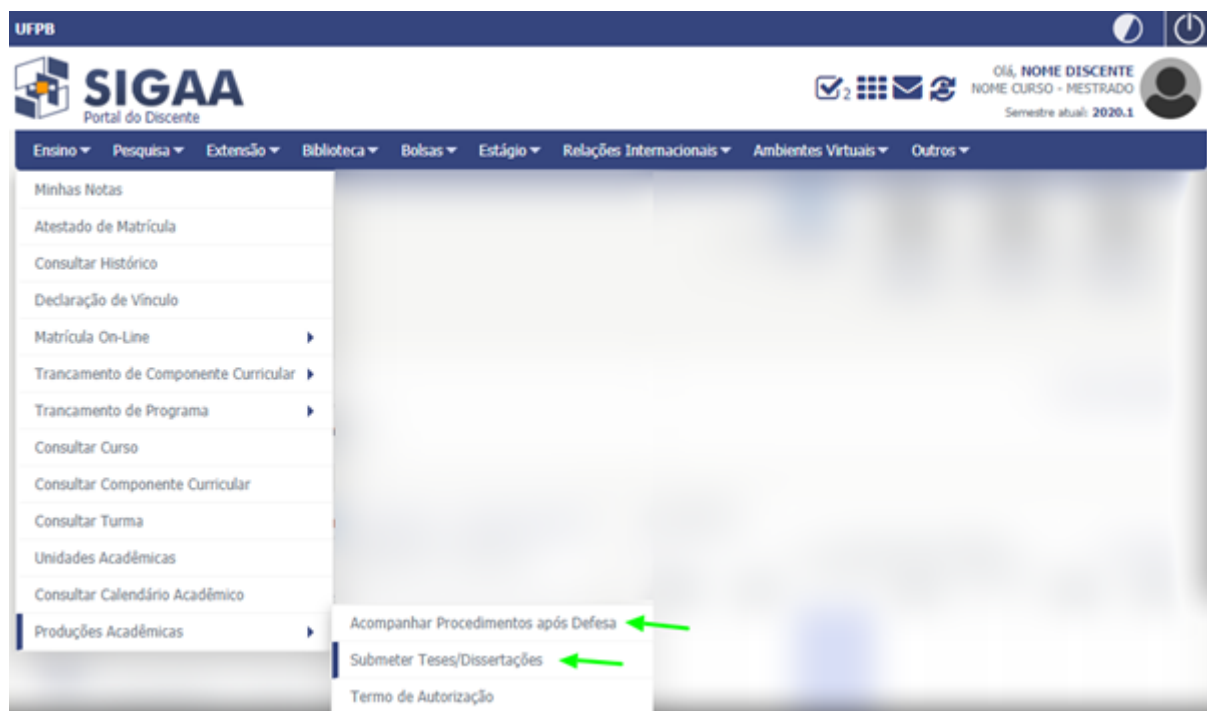 UFPB
SIGAA
Portal do Discente
2
Olá, NOME DISCENTE
NOME CURSO - MESTRADO
Semestre atual: 2020.1
Ensino Pesquisa Extensão Biblioteca Bolsas Estágio Relações Internacionais Ambientes Virtuais Outros
Minhas Notas
Atestado de Matrícula
Consultar Histórico
Declaração de Vínculo
Matrícula On-Line
Trancamento de Componente Curricular
Trancamento de Programa
Consultar Curso
Consultar Componente Curricular
Consultar Turma
Unidades Acadêmicas
Consultar Calendário Acadêmico
Produções Acadêmicas
Acompanhar Procedimentos após Defesa
Submeter Teses/Dissertações
Termo de Autorização